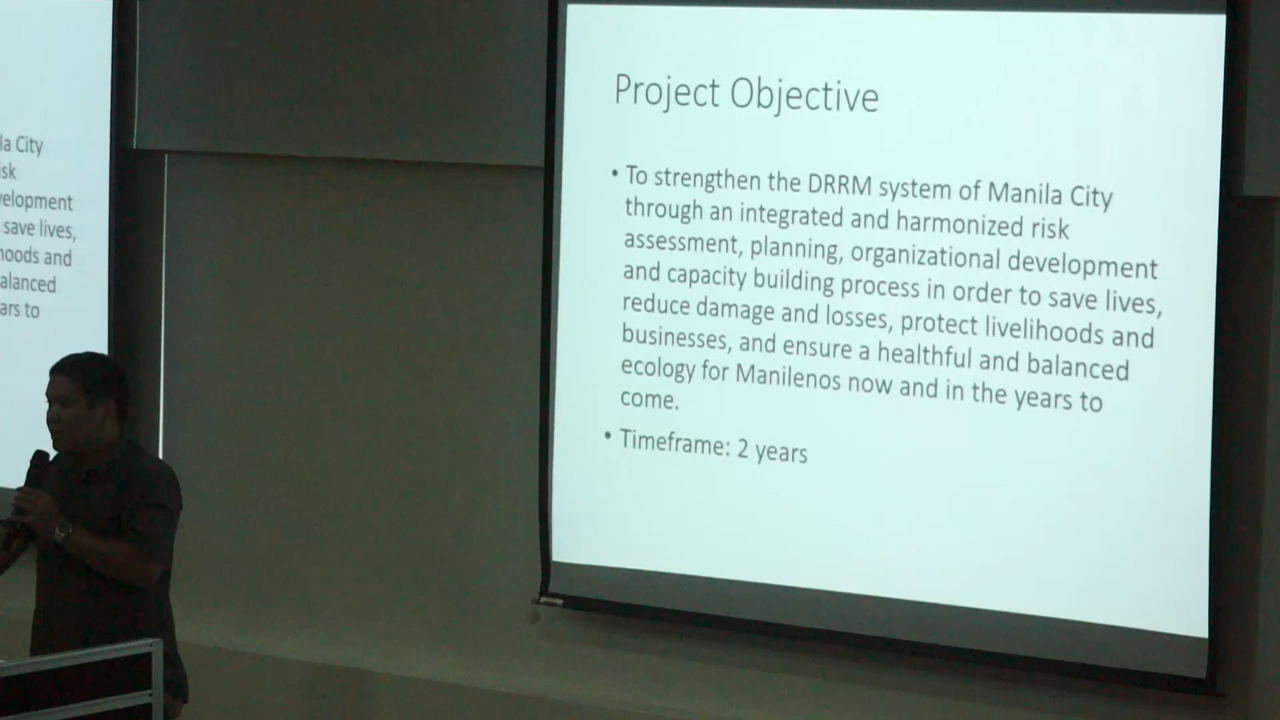 la City
isk
velopment
save lives,
hoods and
alanced
ars to
Project Objective
• To strengthen the DRRM system of Manila City
through an integrated and harmonized risk
assessment, planning, organizational development
and capacity building process in order to save lives,
reduce damage and losses, protect livelihoods and
businesses, and ensure a healthful and balanced
ecology for Manilenos now and in the years to
come.
• Timeframe: 2 years